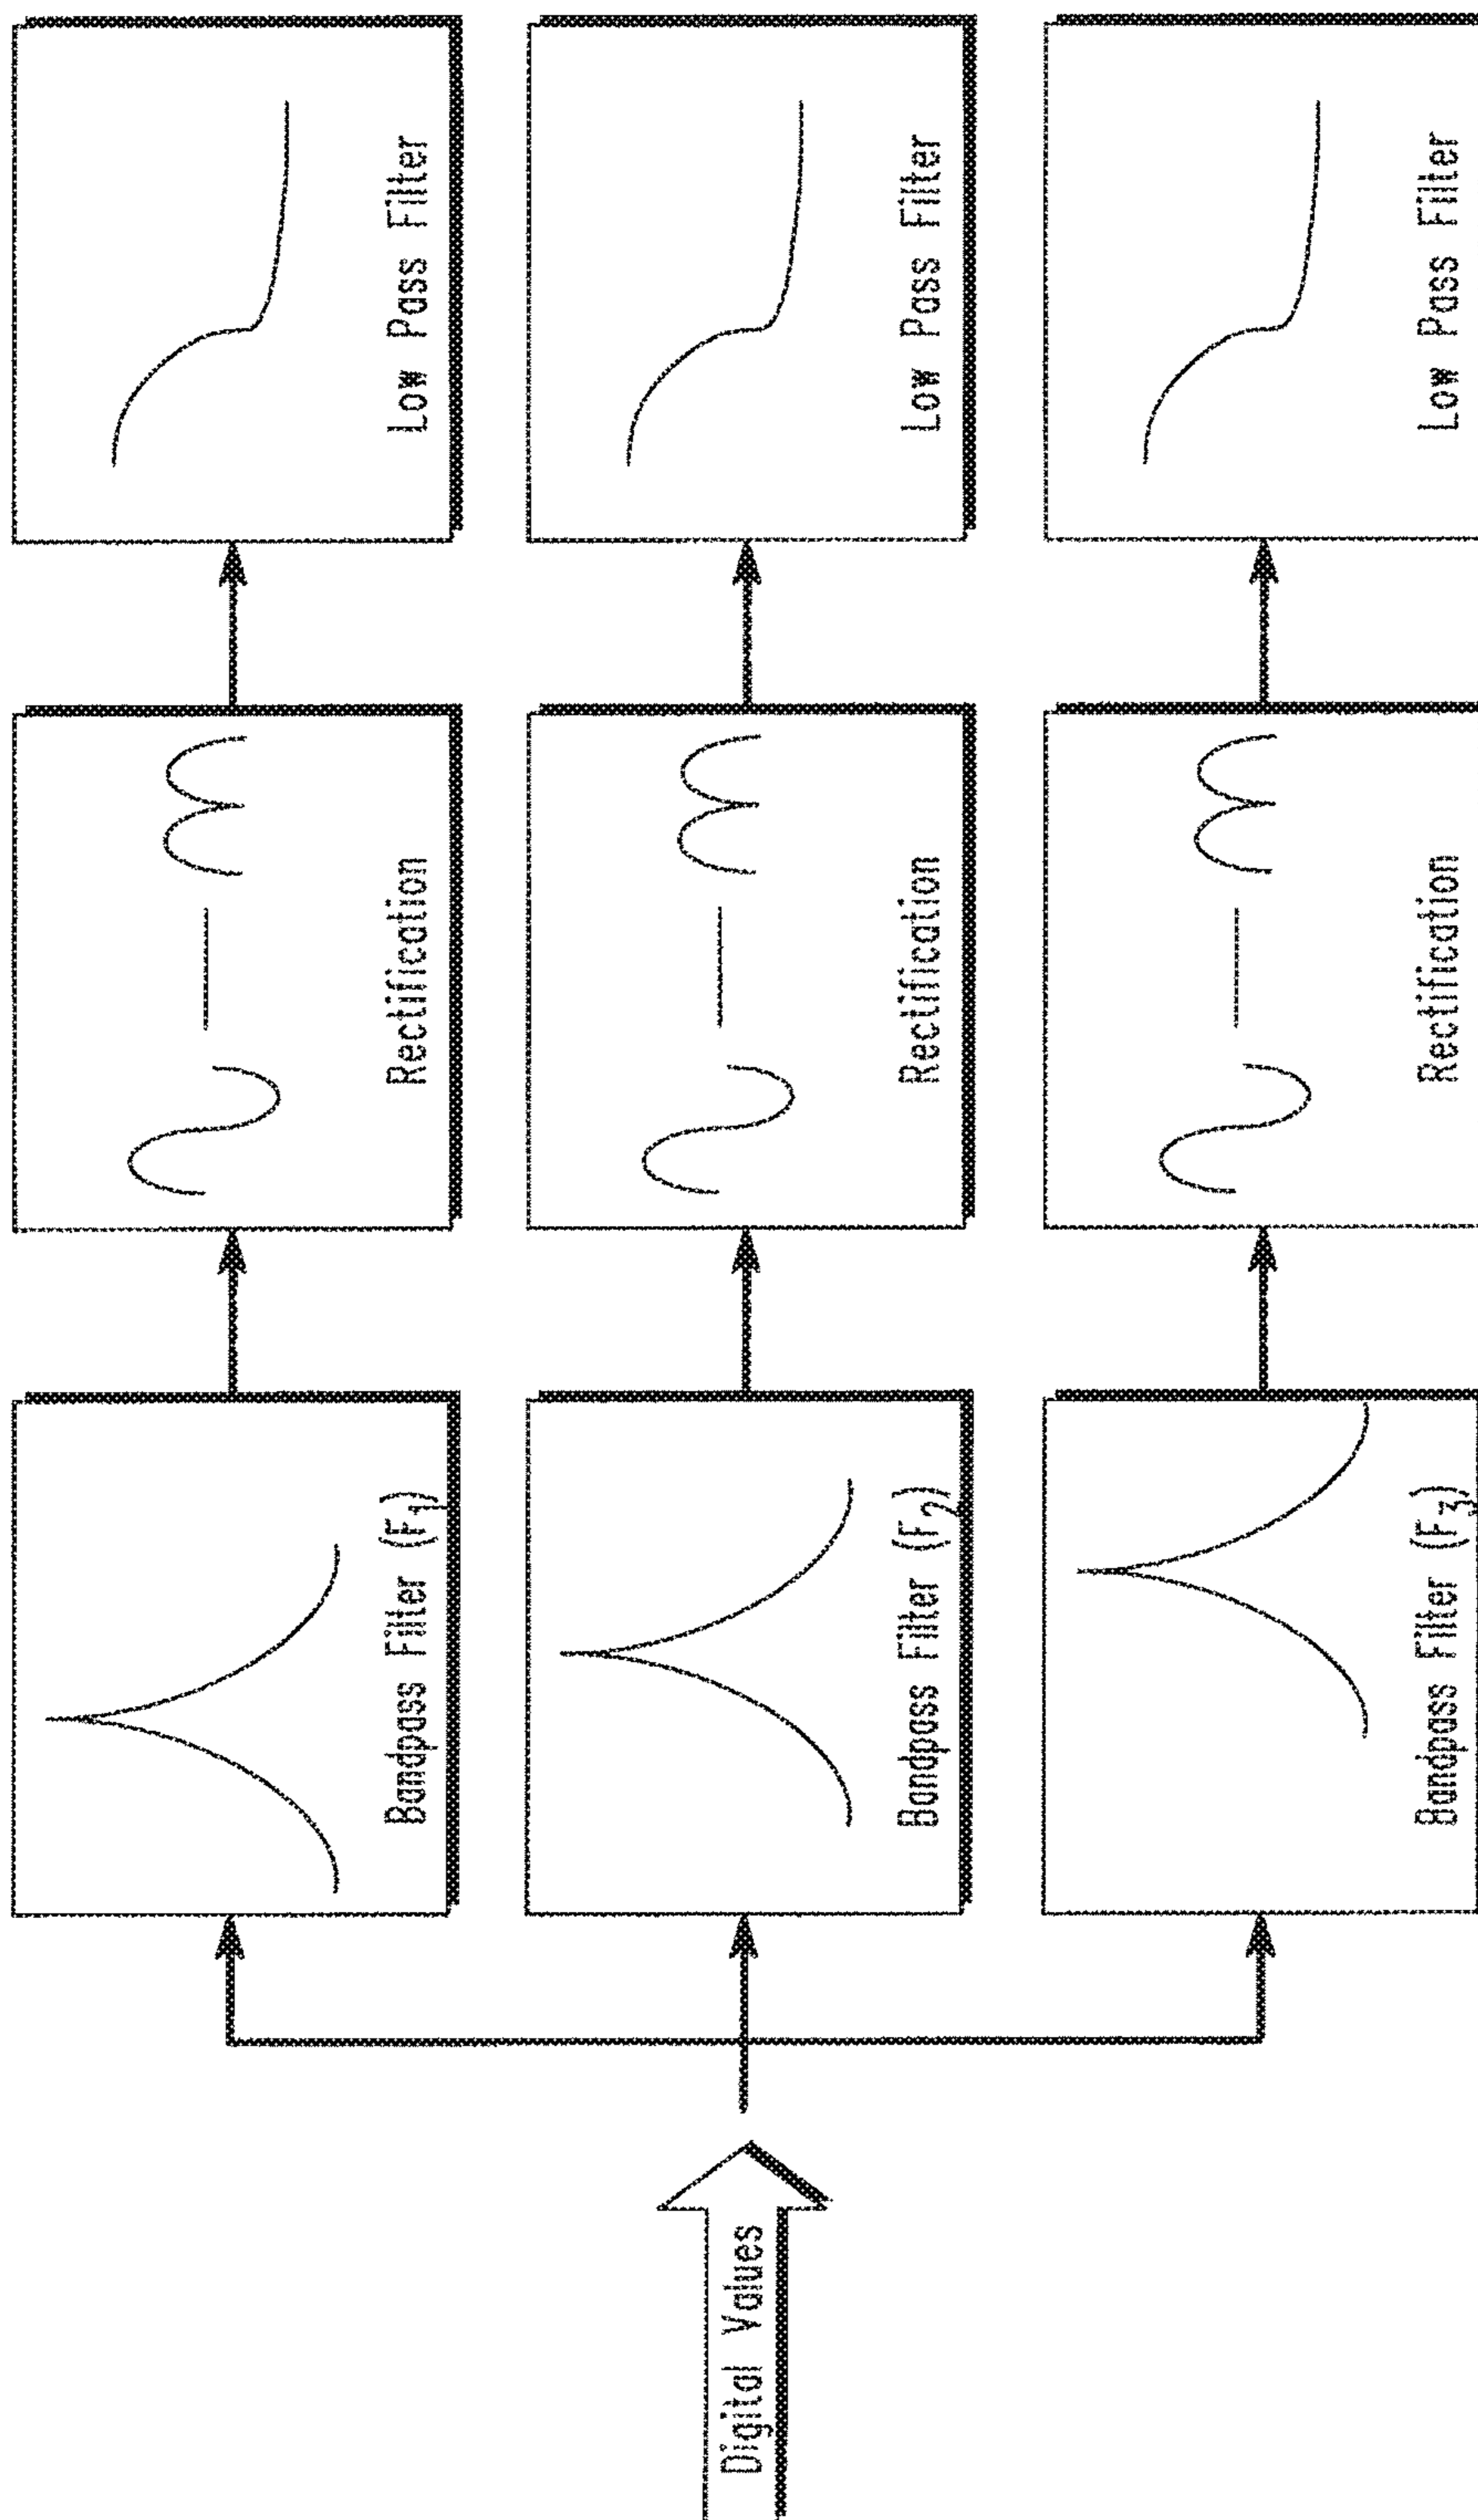 Digital Values
Bandpass Filter (F1)
Rectification
Low Pass Filter
Bandpass Filter (F2)
Rectification
Low Pass Filter
Bandpass Filter (F3)
Rectification
Low Pass Filter